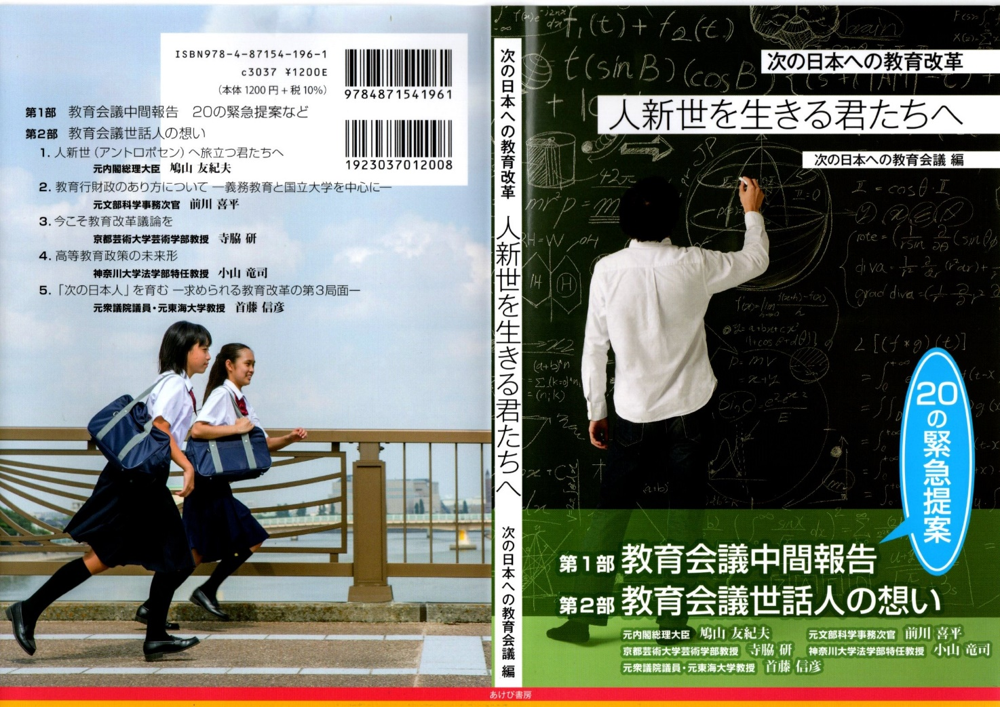 ISBN978-4-87154-196-1
C3037 ¥1200E
(本体1200円+税10%)
9784871541961
1923037012008
第1部 教育会議中間報告 20の緊急提案など
第2部 教育会議世話人の想い
1. 人新世(アントロポセン)へ旅立つ君たちへ
元内閣総理大臣 鳩山 友紀夫
2. 教育行財政のあり方について ―義務教育と国立大学を中心に―
元文部科学事務次官 前川 喜平
3. 今こそ教育改革議論を
京都芸術大学芸術学部教授 寺脇 研
4. 高等教育政策の未来形
神奈川大学法学部特任教授 小山 竜司
5. 「次の日本人」を育む ―求められる教育改革の第3局面―
元衆議院議員・元東海大学教授 首藤 信彦
次の日本への教育改革 人新世を生きる君たちへ 次の日本への教育会議 編
あけび書房
次の日本への教育改革
人新世を生きる君たちへ
次の日本への教育会議 編
f₁(t) + f₂(t)
t(sin B) (cos B)
brain
42π
II = cosθ・I
L [(f * g)(t)]
P = mv
= x+y
20の緊急提案
第1部 教育会議中間報告
第2部 教育会議世話人の想い
元内閣総理大臣 鳩山 友紀夫 元文部科学事務次官 前川 喜平
京都芸術大学芸術学部教授 寺脇 研 神奈川大学法学部特任教授 小山 竜司
元衆議院議員・元東海大学教授 首藤 信彦